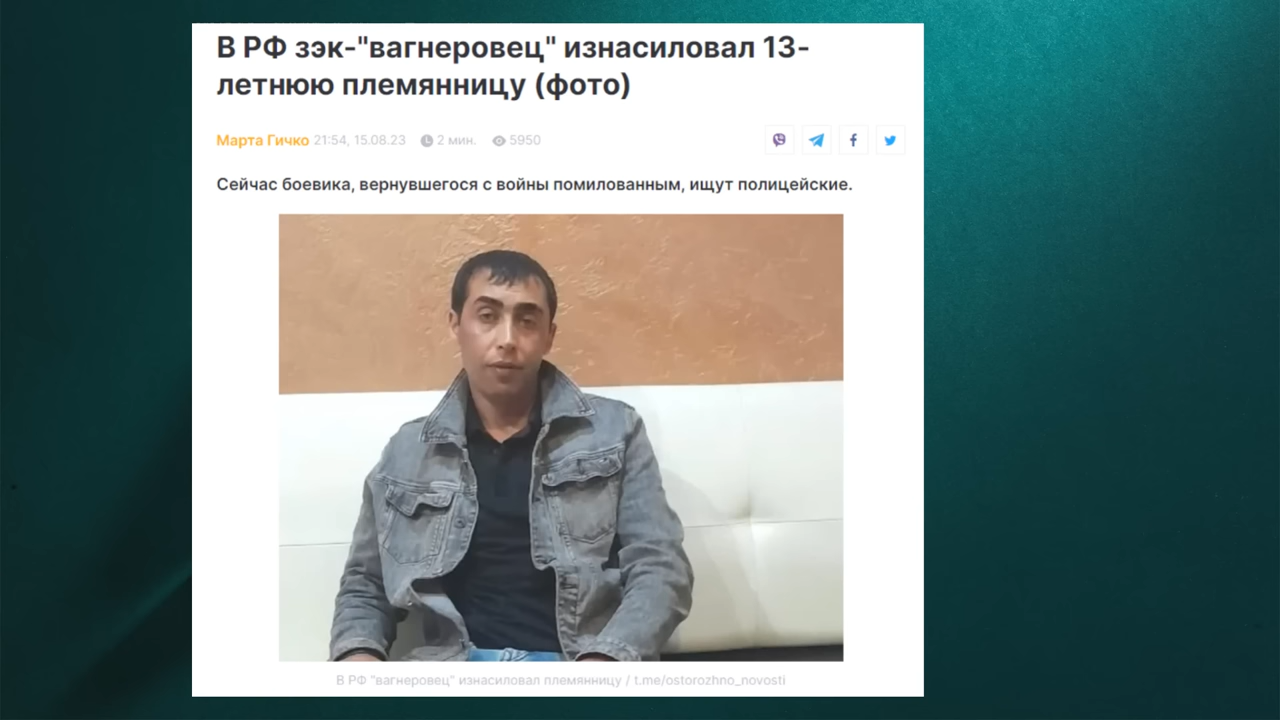 В РФ зэк-"вагнеровец" изнасиловал 13-
летнюю племянницу (фото)
Марта Гичко 21:54, 15.08.23 2 мин. 5950
Сейчас боевика, вернувшегося с войны помилованным, ищут полицейские.
В РФ "вагнеровец" изнасиловал племянницу / t.me/ostorozhno_novosti